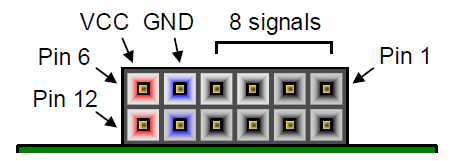 VCC GND 8 signals
Pin 6 Pin 1
Pin 12